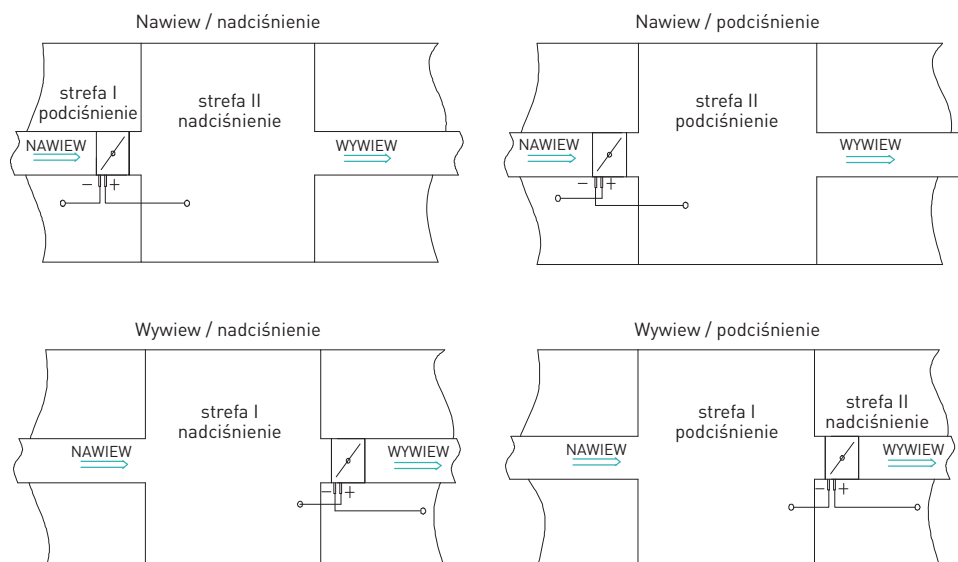 Nawiew / nadciśnienie
strefa I
podciśnienie
strefa II
nadciśnienie
NAWIEW
WYWIEW
− +
Nawiew / podciśnienie
strefa II
podciśnienie
NAWIEW
WYWIEW
− +
Wywiew / nadciśnienie
strefa I
nadciśnienie
NAWIEW
WYWIEW
− +
Wywiew / podciśnienie
strefa I
podciśnienie
strefa II
nadciśnienie
NAWIEW
WYWIEW
− +